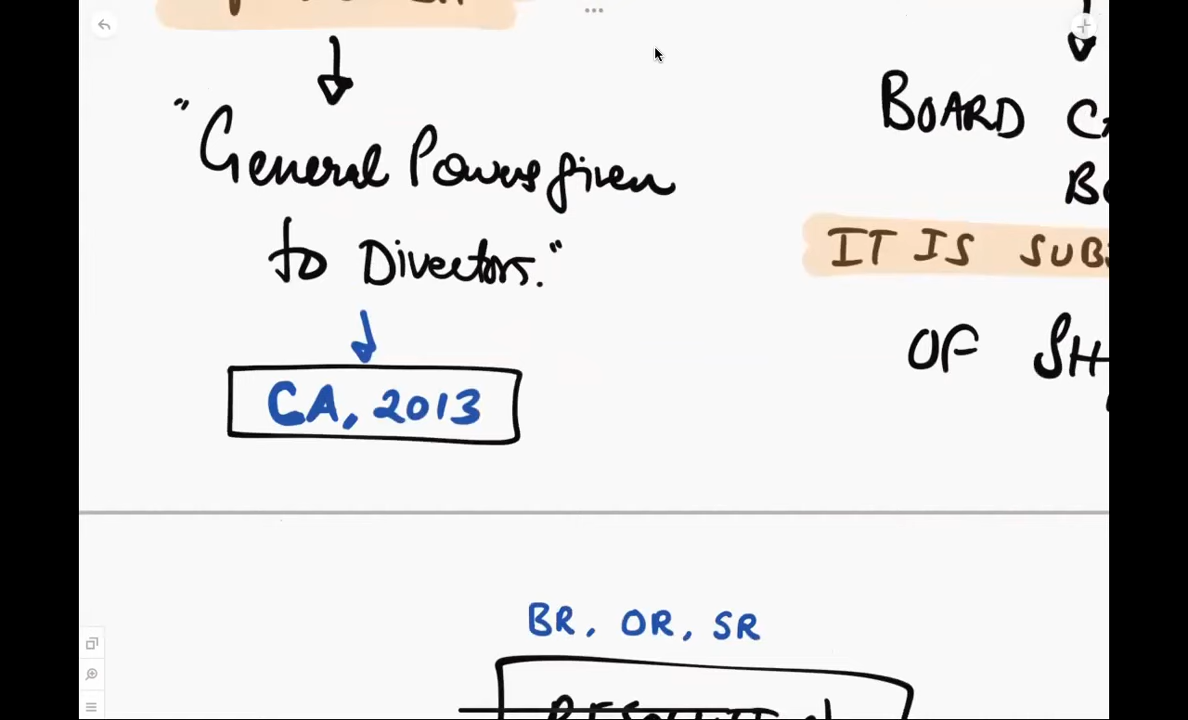 "General Powers given
to Directors."
CA, 2013
BOARD
IT IS
OF
BR, OR, SR